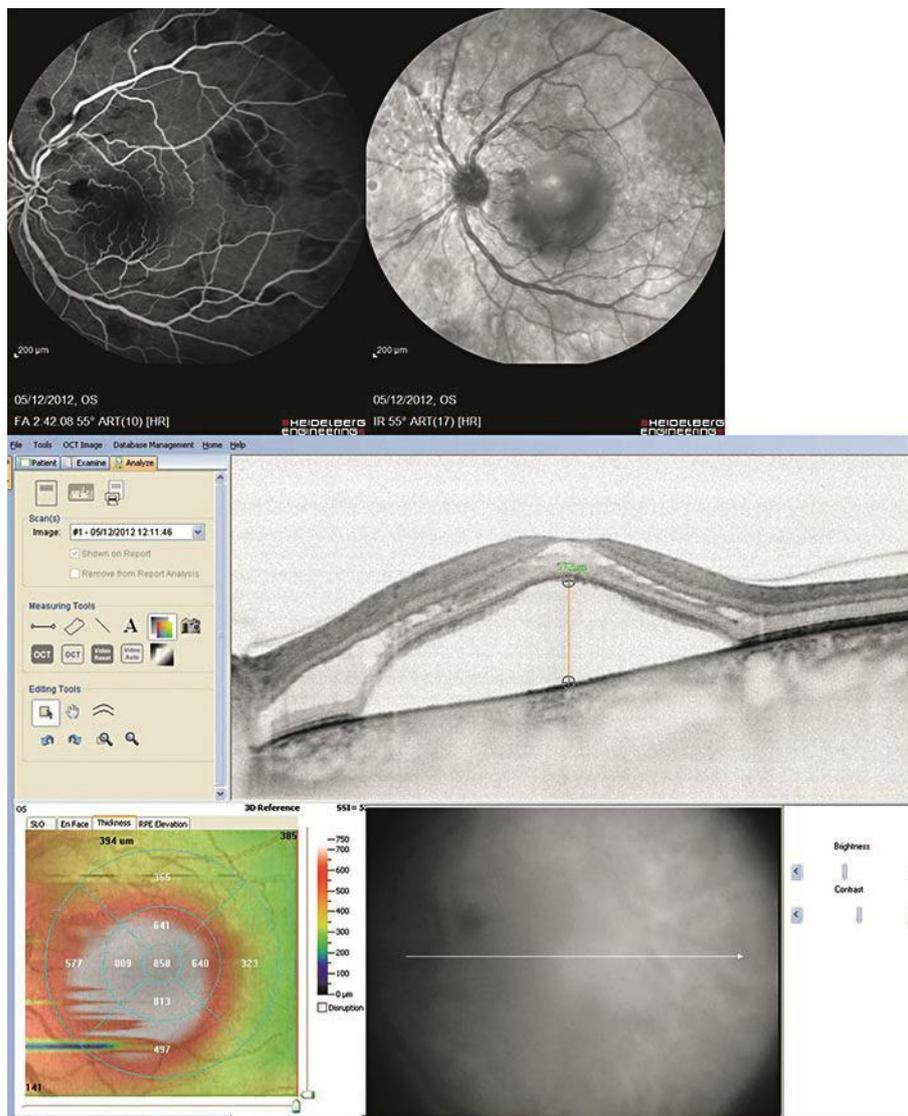 200 µm
05/12/2012, OS
FA 2:42.08 55° ART(10) [HR]
HEIDELBERG
ENGINEERING
200 µm
05/12/2012, OS
IR 55° ART(17) [HR]
HEIDELBERG
ENGINEERING
File Tools OCT Image Database Management Home Help
Patient Examine Analyze
Scan(s)
Image: #1 - 05/12/2012 12:11:46
Shown on Report
Remove from Report Analysis
Measuring Tools
A
OCT OCT Video Reset Video Auto
Editing Tools
OS 3D Reference SSI= 5
SLO En Face Thickness RPE Elevation
394 um 385
355
641
577 809 858 640 323
813
497
141
750
700
600
500
400
300
200
100
0 µm
Disruption
Brightness
Contrast